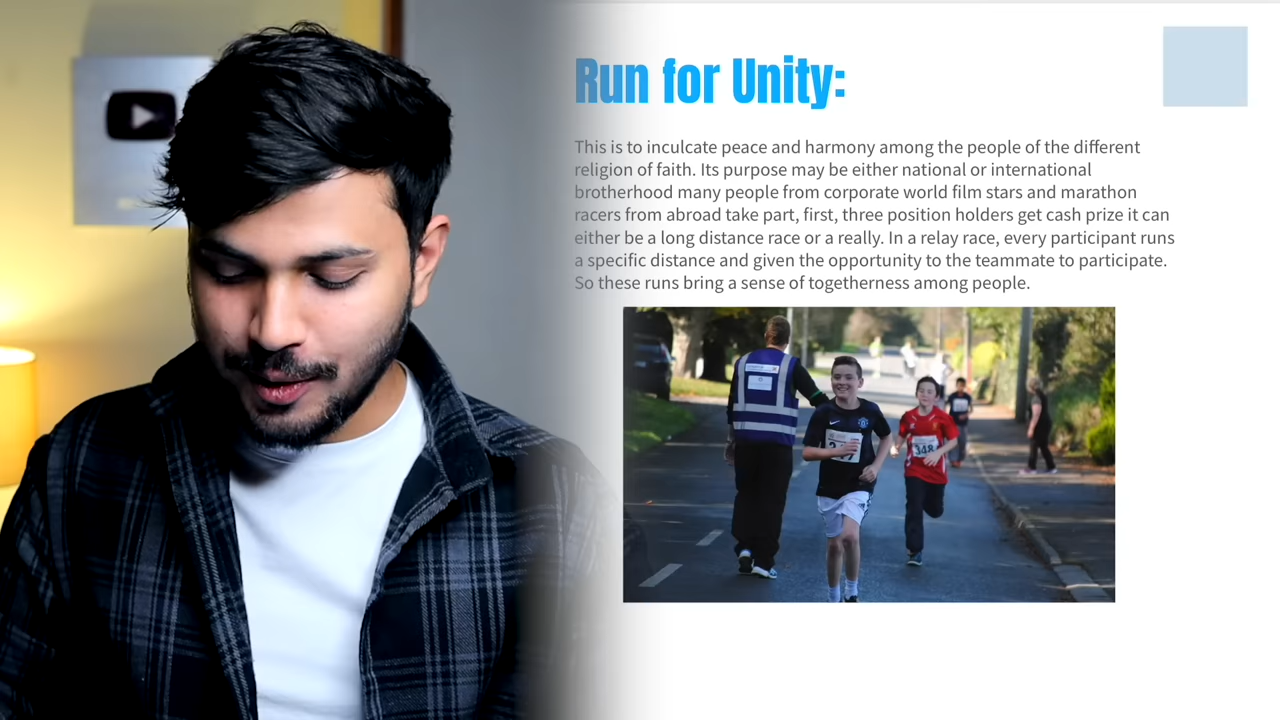 Run for Unity:
This is to inculcate peace and harmony among the people of the different
religion of faith. Its purpose may be either national or international
brotherhood many people from corporate world film stars and marathon
racers from abroad take part, first, three position holders get cash prize it can
either be a long distance race or a really. In a relay race, every participant runs
a specific distance and given the opportunity to the teammate to participate.
So these runs bring a sense of togetherness among people.
348